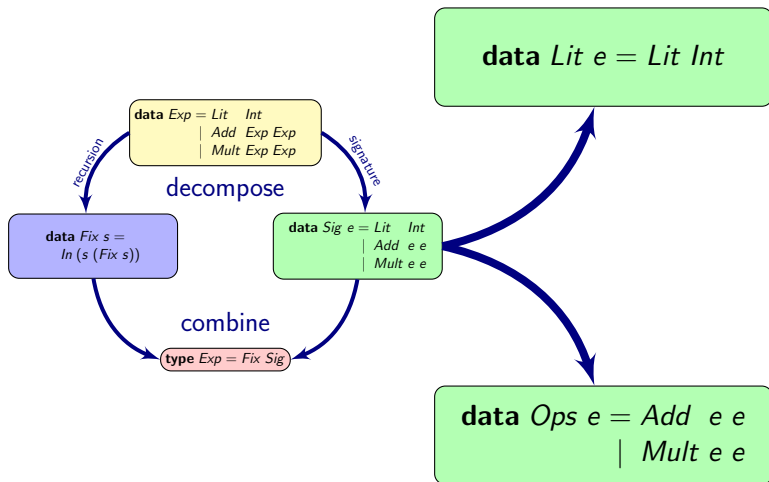 data Lit e = Lit Int
data Exp = Lit Int
| Add Exp Exp
| Mult Exp Exp
recursion
signature
decompose
data Fix s =
In (s (Fix s))
data Sig e = Lit Int
| Add e e
| Mult e e
combine
type Exp = Fix Sig
data Ops e = Add e e
| Mult e e